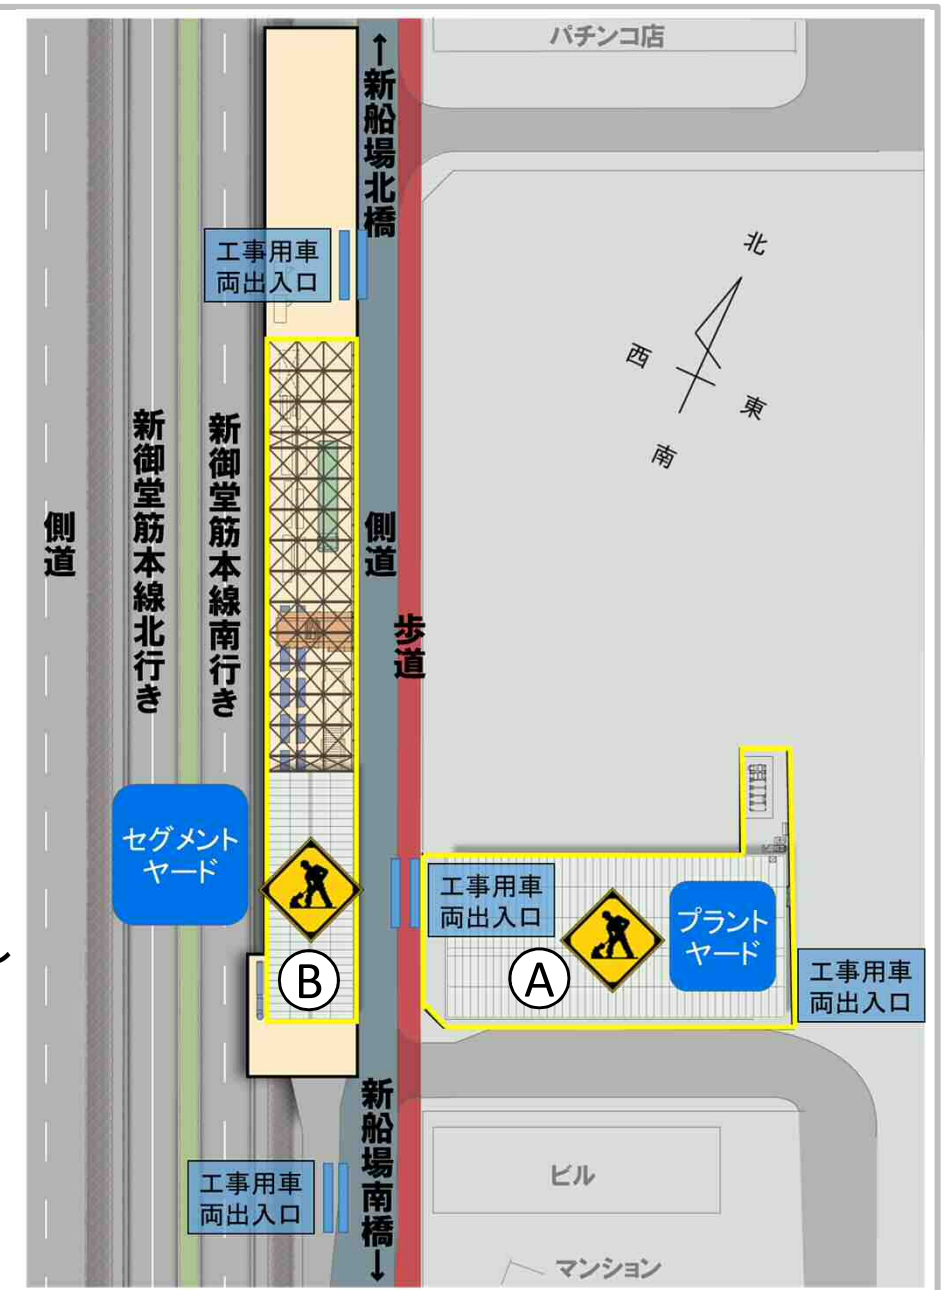 パチンコ店
↑新船場北橋
工事用車
両出入口
北
西
東
南
新御堂筋本線北行き
新御堂筋本線南行き
側道
側道
歩道
セグメント
ヤード
工事用車
両出入口
プラント
ヤード
B
A
工事用車
両出入口
新船場南橋↓
工事用車
両出入口
ビル
マンション